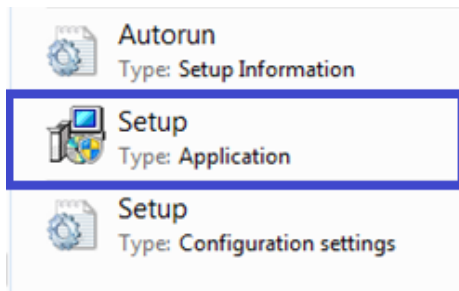 Autorun
Type: Setup Information
Setup
Type: Application
Setup
Type: Configuration settings